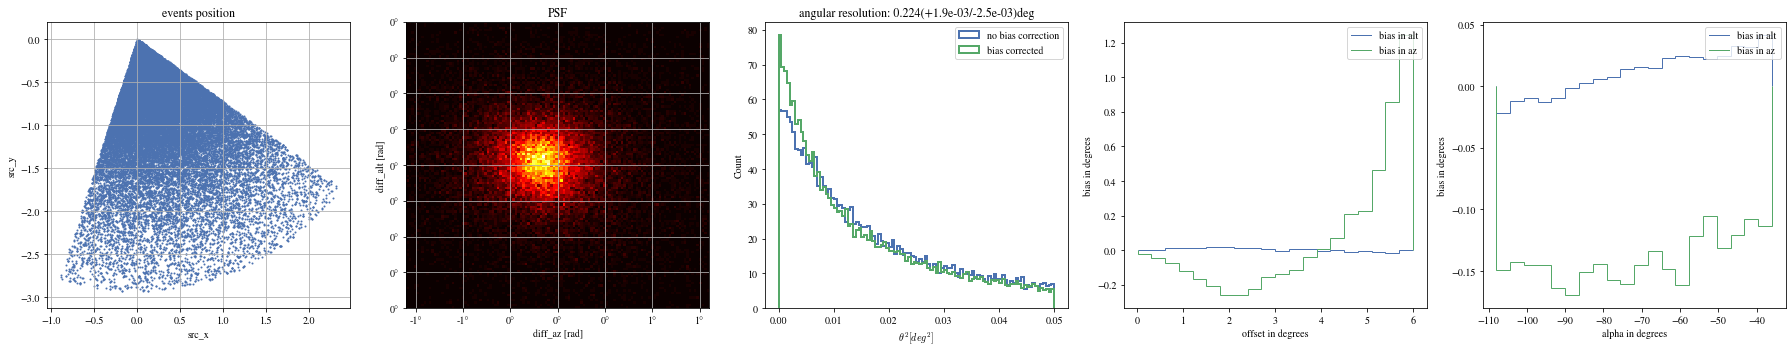 events position
0.0
−0.5
−1.0
−1.5
−2.0
−2.5
−3.0
src_y
−1.0 −0.5 0.0 0.5 1.0 1.5 2.0
src_x
PSF
0°
0°
0°
0°
0°
0°
0°
0°
0°
diff_alt [rad]
−1° −1° 0° 0° 0° 1° 1°
diff_az [rad]
angular resolution: 0.224(+1.9e-03/-2.5e-03)deg
no bias correction
bias corrected
80
70
60
50
40
30
20
10
0
Count
0.00 0.01 0.02 0.03 0.04 0.05
θ²[deg²]
bias in alt
bias in az
1.2
1.0
0.8
0.6
0.4
0.2
0.0
−0.2
bias in degrees
0 1 2 3 4 5 6
offset in degrees
bias in alt
bias in az
0.05
0.00
−0.05
−0.10
−0.15
bias in degrees
−110 −100 −90 −80 −70 −60 −50 −40
alpha in degrees